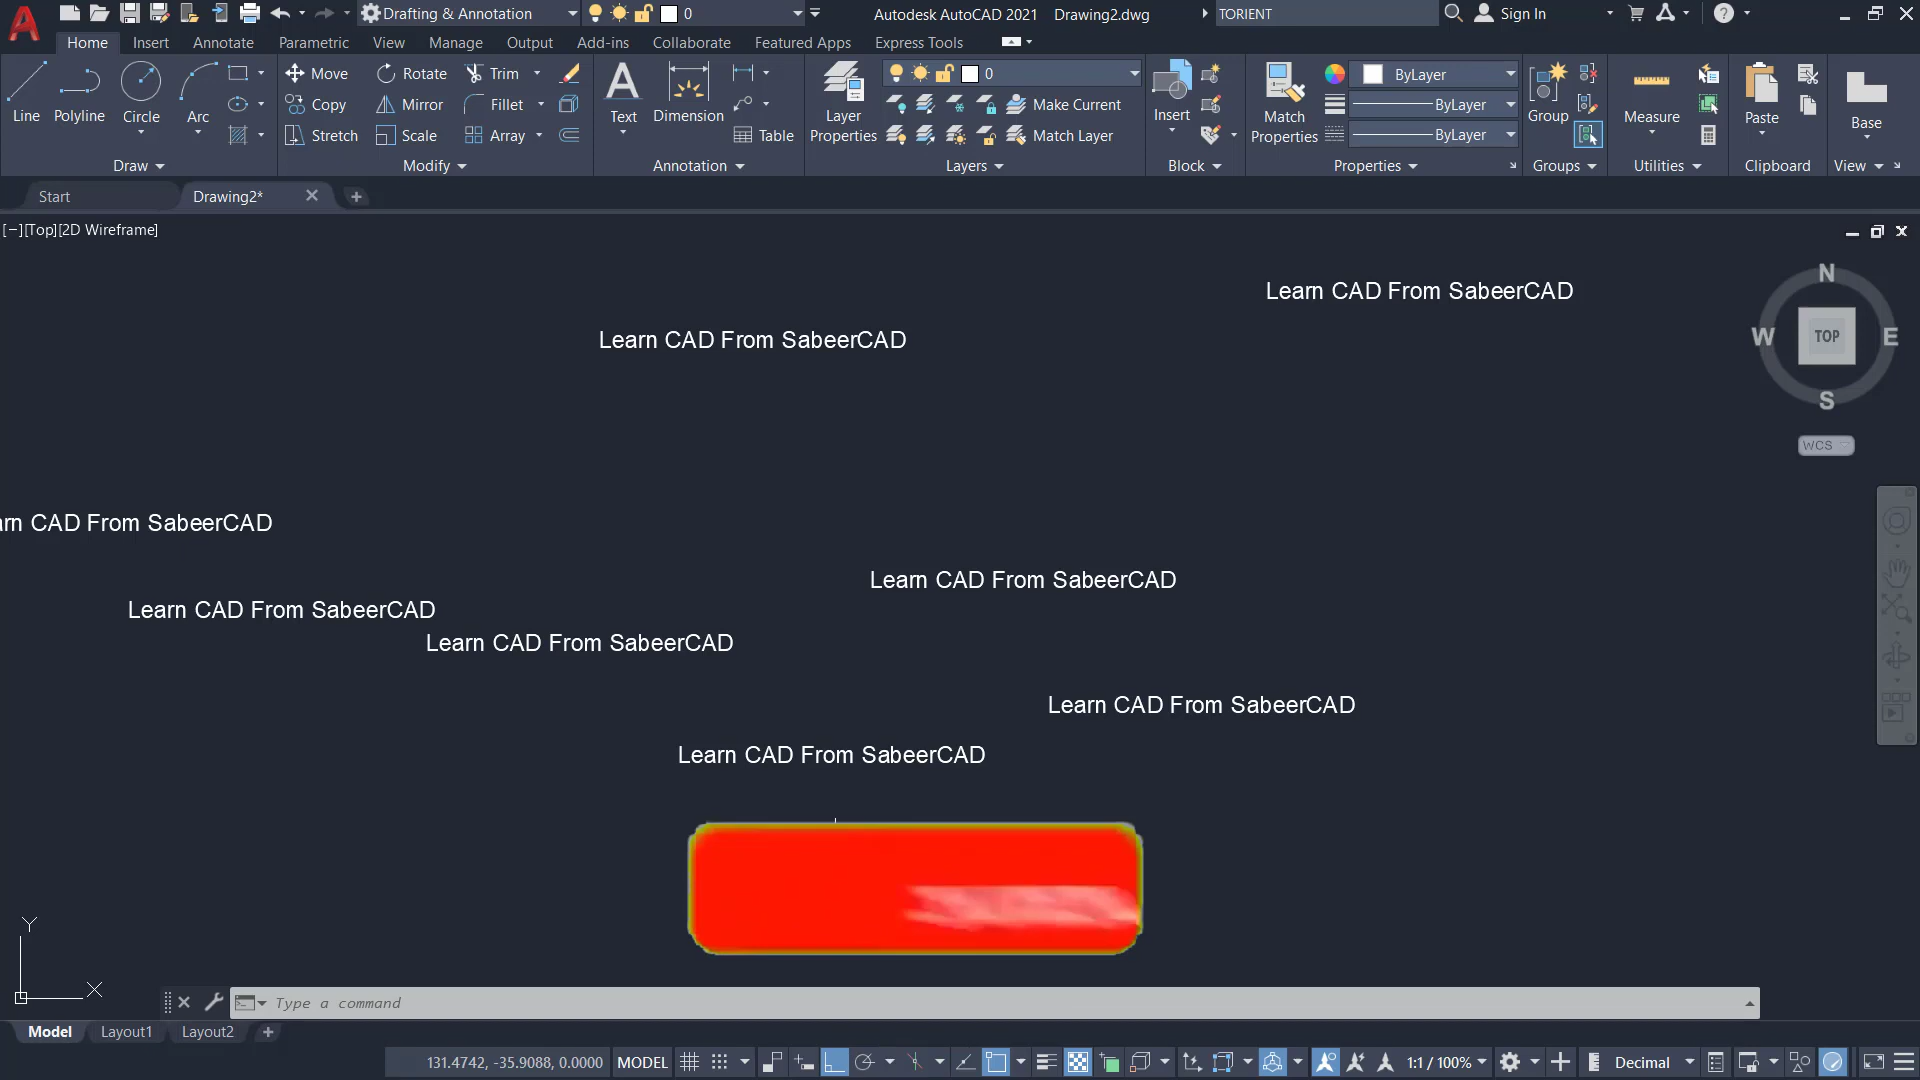 Drafting & Annotation
0
Autodesk AutoCAD 2021 Drawing2.dwg
TORIENT
Sign In
Home Insert Annotate Parametric View Manage Output Add-ins Collaborate Featured Apps Express Tools
Line Polyline Circle Arc
Move Rotate Trim
Copy Mirror Fillet
Stretch Scale Array
Text Dimension Table
Layer Properties
0
Make Current
Match Layer
Insert
Match Properties
ByLayer
ByLayer
ByLayer
Group
Measure
Paste
Base
Draw Modify Annotation Layers Block Properties Groups Utilities Clipboard View
Start Drawing2*
[−][Top][2D Wireframe]
Learn CAD From SabeerCAD
Learn CAD From SabeerCAD
N
W TOP E
S
WCS
arn CAD From SabeerCAD
Learn CAD From SabeerCAD
Learn CAD From SabeerCAD
Learn CAD From SabeerCAD
Learn CAD From SabeerCAD
Learn CAD From SabeerCAD
Y
X
Type a command
Model Layout1 Layout2
131.4742, -35.9088, 0.0000 MODEL 1:1 / 100% Decimal